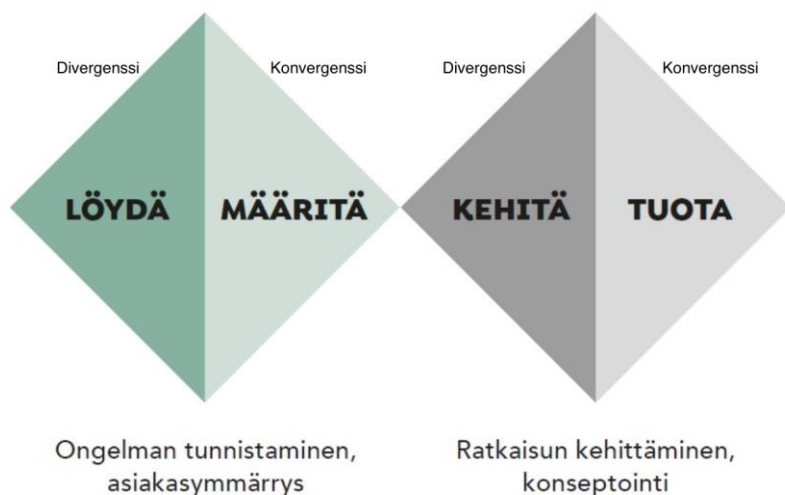 Divergenssi
Konvergenssi
Divergenssi
Konvergenssi
LÖYDÄ
MÄÄRITÄ
KEHITÄ
TUOTA
Ongelman tunnistaminen,
asiakasymmärrys
Ratkaisun kehittäminen,
konseptointi